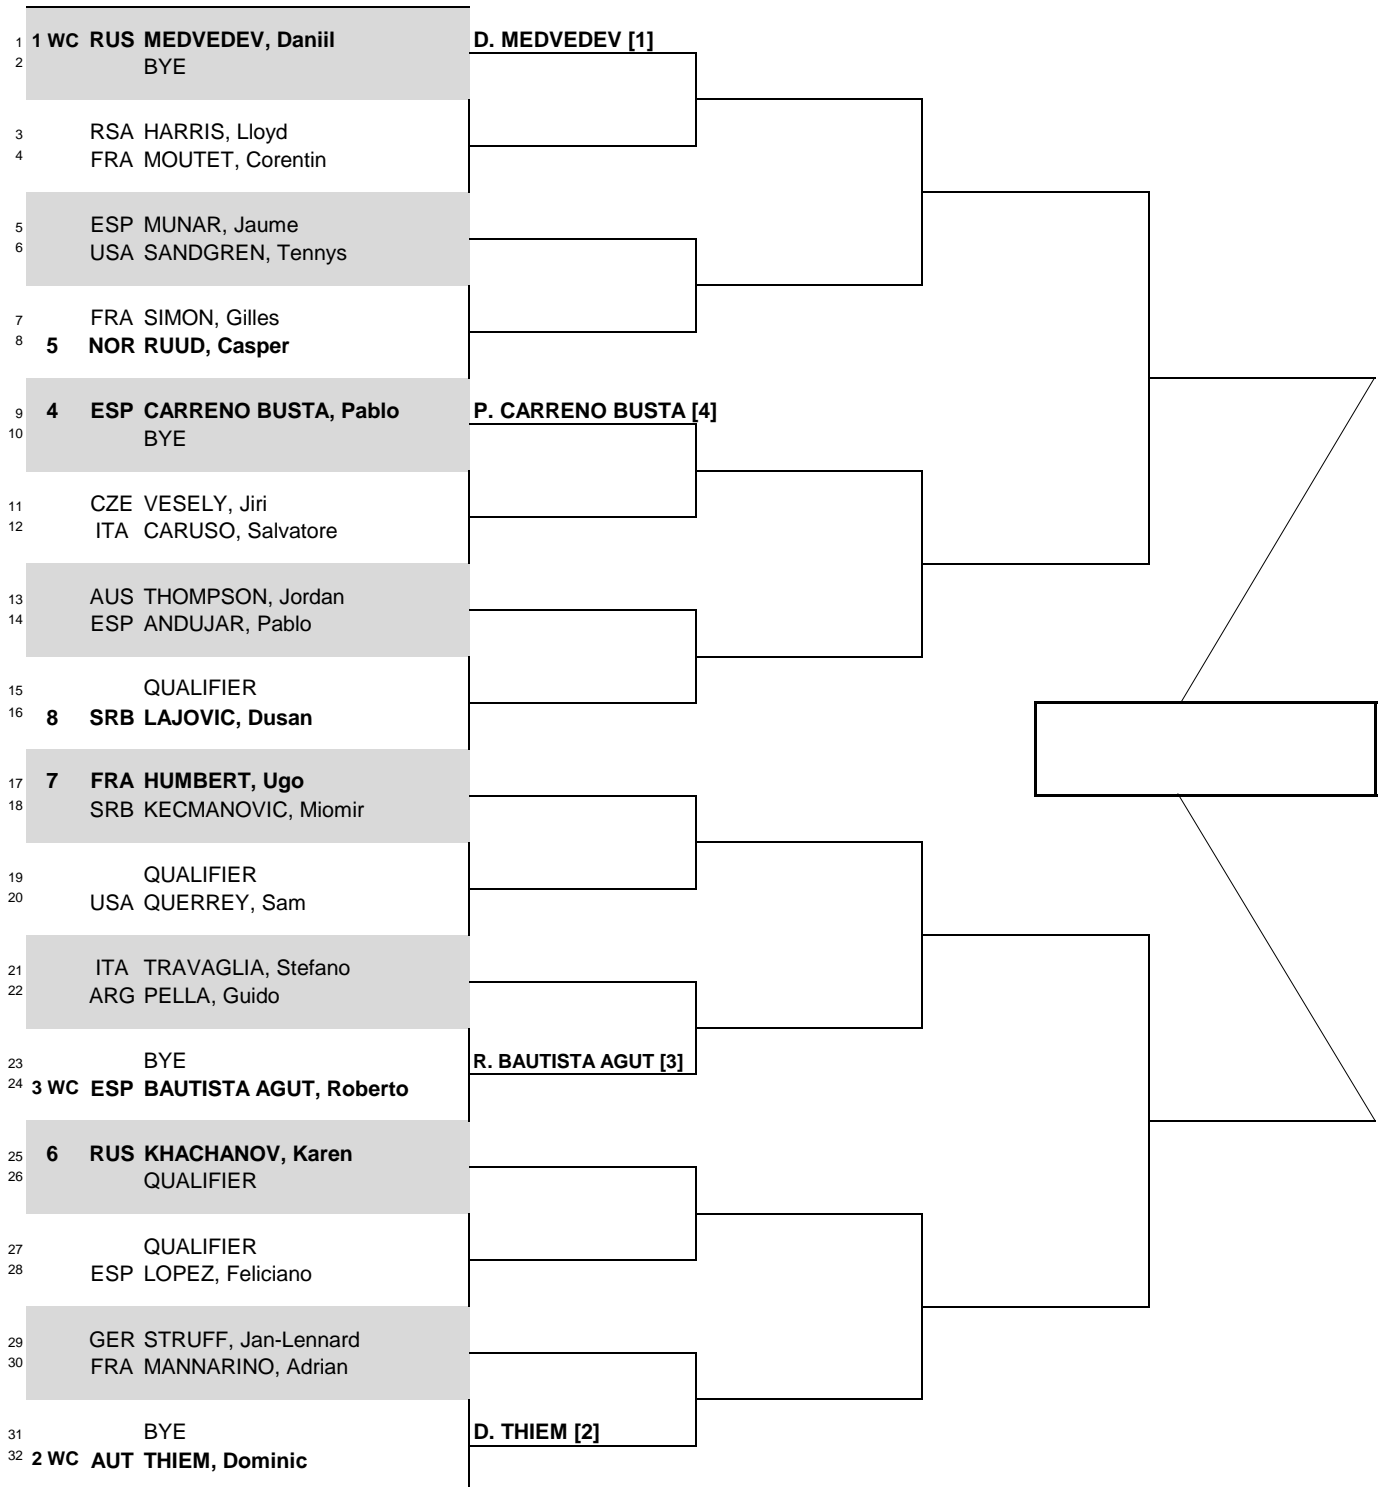 1 1 WC RUS MEDVEDEV, Daniil D. MEDVEDEV [1]
2 BYE
3 RSA HARRIS, Lloyd
4 FRA MOUTET, Corentin
5 ESP MUNAR, Jaume
6 USA SANDGREN, Tennys
7 FRA SIMON, Gilles
8 5 NOR RUUD, Casper
9 4 ESP CARRENO BUSTA, Pablo P. CARRENO BUSTA [4]
10 BYE
11 CZE VESELY, Jiri
12 ITA CARUSO, Salvatore
13 AUS THOMPSON, Jordan
14 ESP ANDUJAR, Pablo
15 QUALIFIER
16 8 SRB LAJOVIC, Dusan
17 7 FRA HUMBERT, Ugo
18 SRB KECMANOVIC, Miomir
19 QUALIFIER
20 USA QUERREY, Sam
21 ITA TRAVAGLIA, Stefano
22 ARG PELLA, Guido
23 BYE R. BAUTISTA AGUT [3]
24 3 WC ESP BAUTISTA AGUT, Roberto
25 6 RUS KHACHANOV, Karen
26 QUALIFIER
27 QUALIFIER
28 ESP LOPEZ, Feliciano
29 GER STRUFF, Jan-Lennard
30 FRA MANNARINO, Adrian
31 BYE D. THIEM [2]
32 2 WC AUT THIEM, Dominic